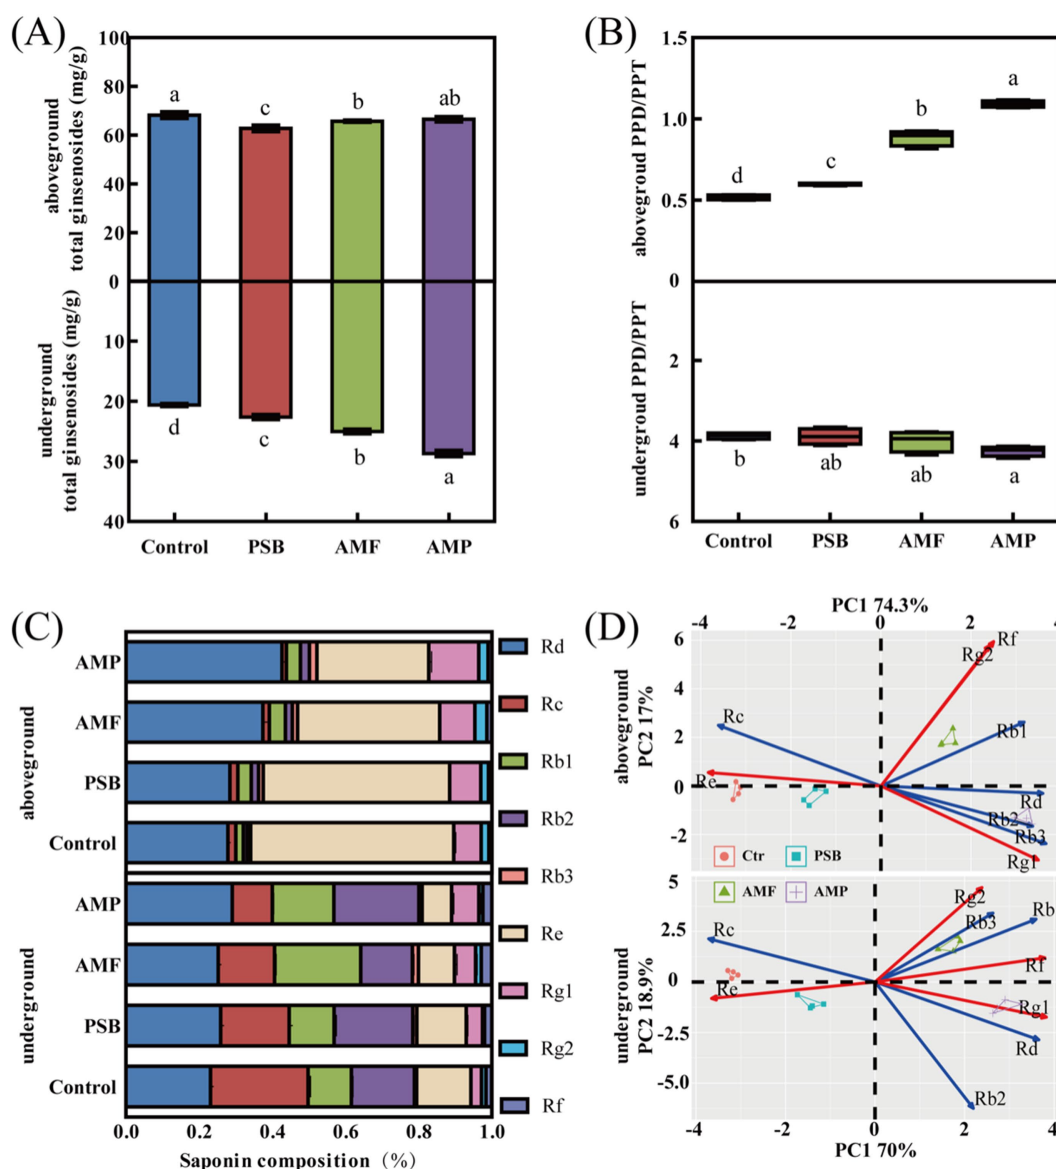 (A)
aboveground
total ginsenosides (mg/g)
underground
total ginsenosides (mg/g)
100
80
60
40
20
0
10
20
30
40
a
c
b
ab
d
c
b
a
Control PSB AMF AMP
(B)
abovegroud PPD/PPT
undergroud PPD/PPT
1.5
1.0
0.5
0
2
4
6
d
c
b
a
b
ab
ab
a
Control PSB AMF AMP
(C)
aboveground
underground
AMP
AMF
PSB
Control
AMP
AMF
PSB
Control
0.0 0.2 0.4 0.6 0.8 1.0
Saponin composition (%)
Rd
Rc
Rb1
Rb2
Rb3
Re
Rg1
Rg2
Rf
(D)
PC1 74.3%
-4 -2 0 2 4
aboveground
PC2 17%
6
4
2
0
-2
Rf
Rg2
Rc
Rb1
Re
Rd
Rb2
Rb3
Rg1
Ctr PSB
AMF AMP
underground
PC2 18.9%
5
2.5
0
-2.5
-5.0
Rg2
Rb3
Rb
Rc
Rf
Re
Rg1
Rd
Rb2
-4 -2 0 2 4
PC1 70%